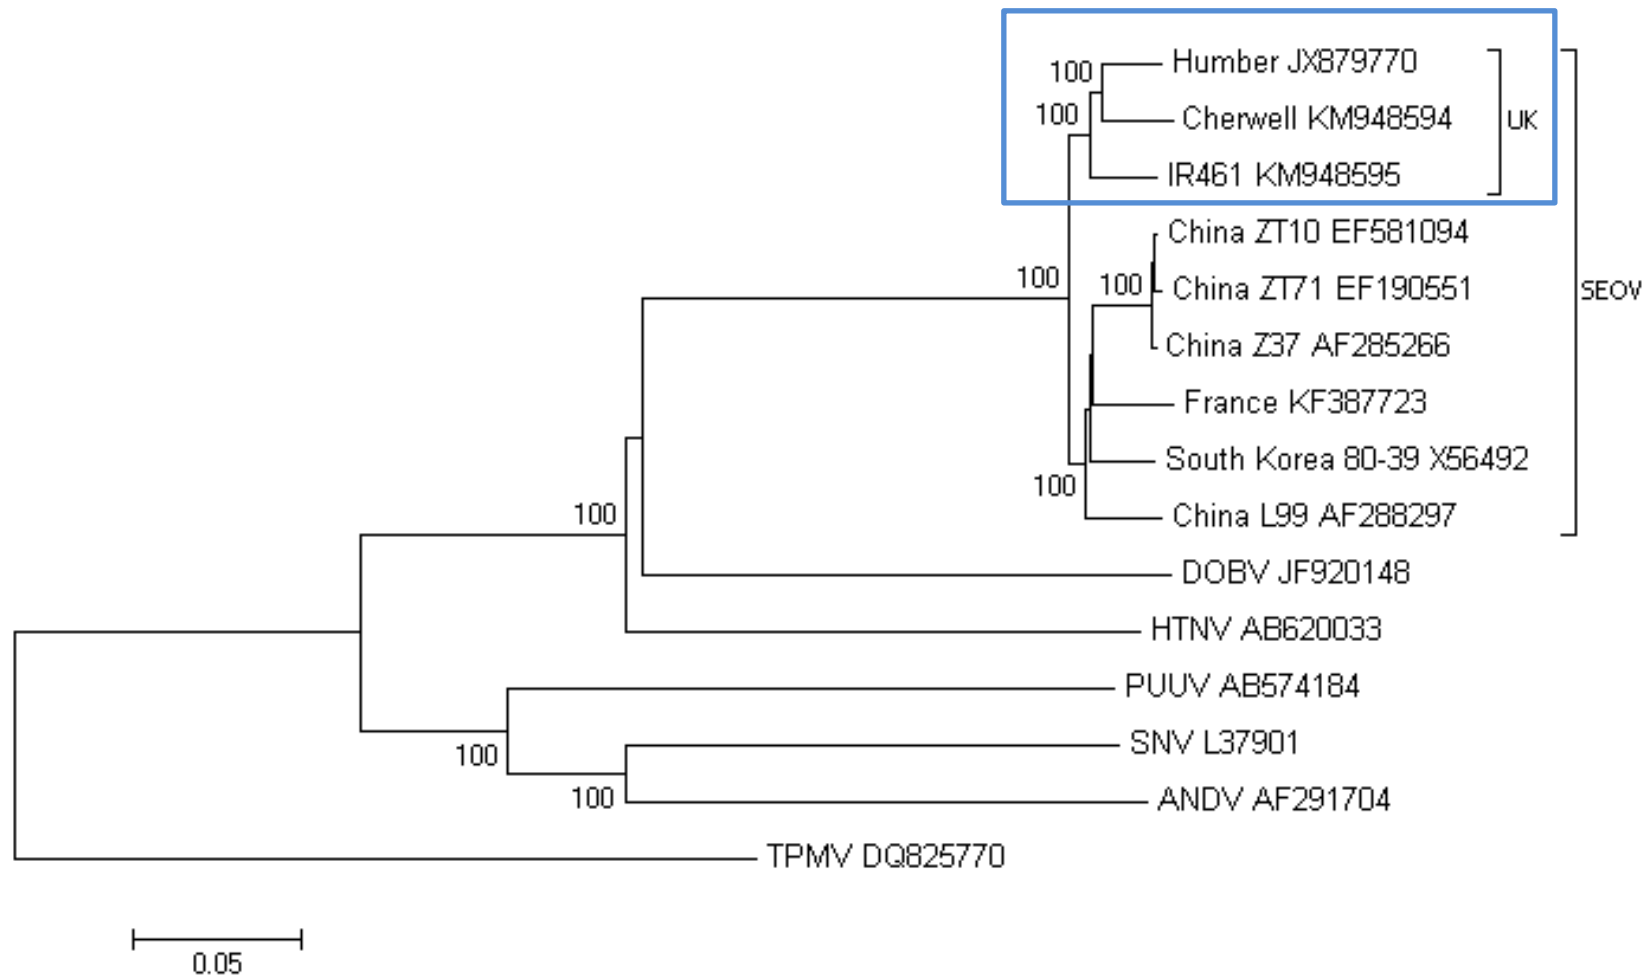 100
Humber JX879770
100
Cherwell KM948594
UK
IR461 KM948595
China ZT10 EF581094
100
100
China ZT71 EF190551
SEOV
China Z37 AF285266
France KF387723
South Korea 80-39 X56492
100
China L99 AF288297
100
DOBV JF920148
HTNV AB620033
PUUV AB574184
100
SNV L37901
100
ANDV AF291704
TPMV DQ825770
0.05